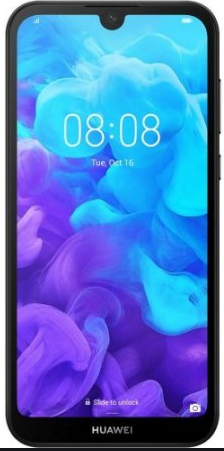 08:08
Tue, Oct 16
Slide to unlock
HUAWEI